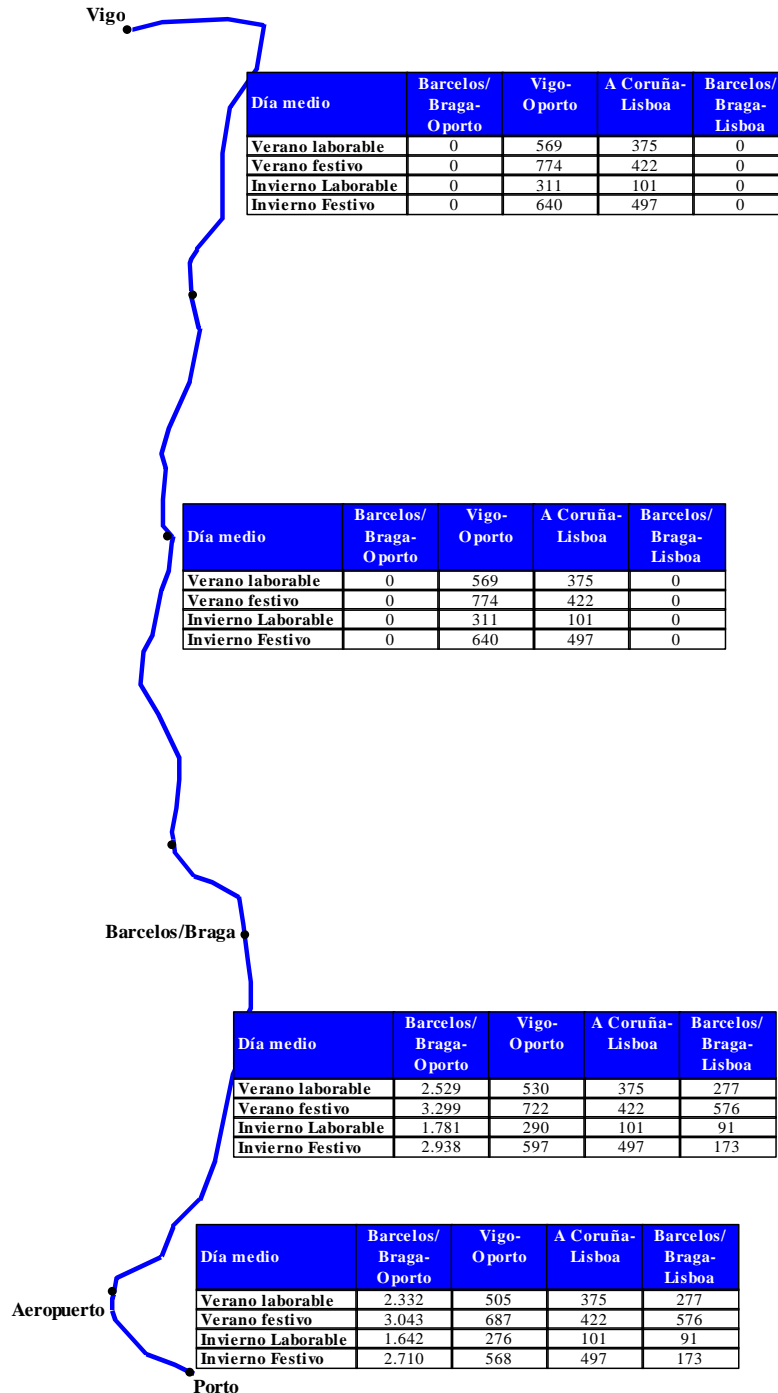 Vigo
Día medio Barcelos/ Braga- Oporto Vigo- Oporto A Coruña- Lisboa Barcelos/ Braga- Lisboa
Verano laborable 0 569 375 0
Verano festivo 0 774 422 0
Invierno Laborable 0 311 101 0
Invierno Festivo 0 640 497 0
Día medio Barcelos/ Braga- Oporto Vigo- Oporto A Coruña- Lisboa Barcelos/ Braga- Lisboa
Verano laborable 0 569 375 0
Verano festivo 0 774 422 0
Invierno Laborable 0 311 101 0
Invierno Festivo 0 640 497 0
Barcelos/Braga
Día medio Barcelos/ Braga- Oporto Vigo- Oporto A Coruña- Lisboa Barcelos/ Braga- Lisboa
Verano laborable 2.529 530 375 277
Verano festivo 3.299 722 422 576
Invierno Laborable 1.781 290 101 91
Invierno Festivo 2.938 597 497 173
Día medio Barcelos/ Braga- Oporto Vigo- Oporto A Coruña- Lisboa Barcelos/ Braga- Lisboa
Verano laborable 2.332 505 375 277
Verano festivo 3.043 687 422 576
Invierno Laborable 1.642 276 101 91
Invierno Festivo 2.710 568 497 173
Aeropuerto
Porto